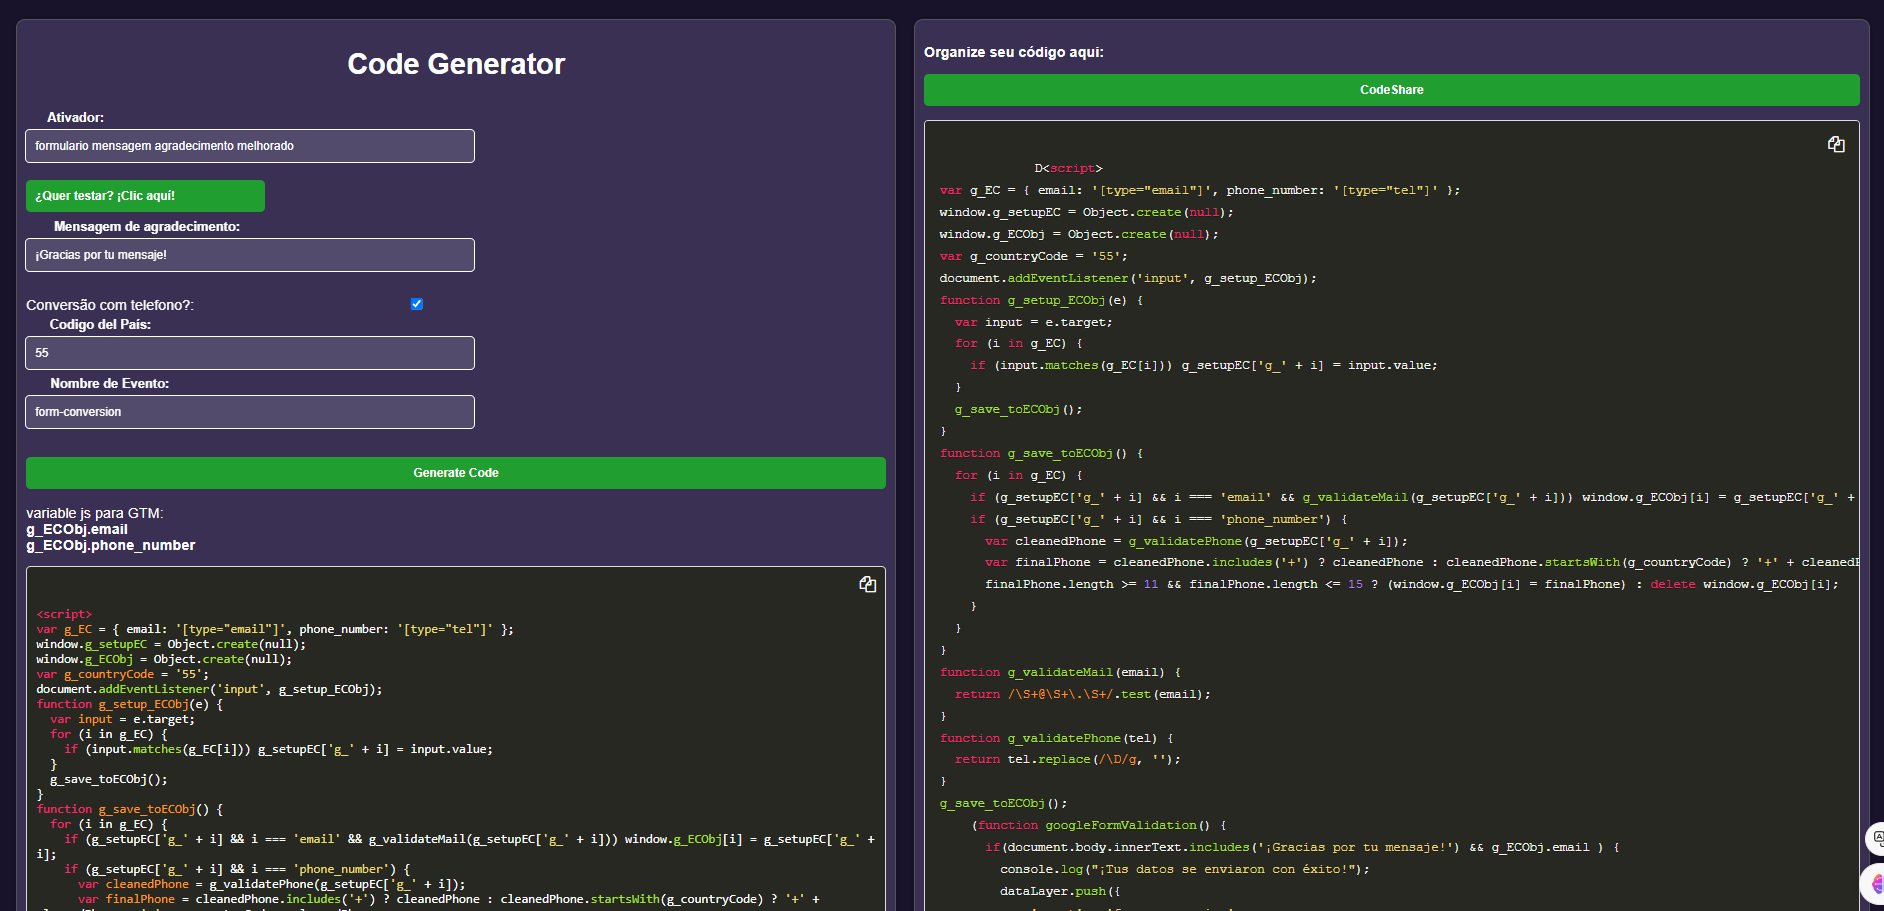 Code Generator
Ativador:
formulario mensagem agradecimento melhorado
¿Quer testar? ¡Clic aquí!
Mensagem de agradecimento:
¡Gracias por tu mensaje!
Conversão com telefono?:
Codigo del País:
55
Nombre de Evento:
form-conversion
Generate Code
variable js para GTM:
g_ECObj.email
g_ECObj.phone_number
<script>
var g_EC = { email: '[type="email"]', phone_number: '[type="tel"]' };
window.g_setupEC = Object.create(null);
window.g_ECObj = Object.create(null);
var g_countryCode = '55';
document.addEventListener('input', g_setup_ECObj);
function g_setup_ECObj(e) {
  var input = e.target;
  for (i in g_EC) {
    if (input.matches(g_EC[i])) g_setupEC['g_' + i] = input.value;
  }
  g_save_toECObj();
}
function g_save_toECObj() {
  for (i in g_EC) {
    if (g_setupEC['g_' + i] && i === 'email' && g_validateMail(g_setupEC['g_' + i])) window.g_ECObj[i] = g_setupEC['g_' +
i];
    if (g_setupEC['g_' + i] && i === 'phone_number') {
      var cleanedPhone = g_validatePhone(g_setupEC['g_' + i]);
      var finalPhone = cleanedPhone.includes('+') ? cleanedPhone : cleanedPhone.startsWith(g_countryCode) ? '+' +
Organize seu código aqui:
CodeShare
D<script>
var g_EC = { email: '[type="email"]', phone_number: '[type="tel"]' };
window.g_setupEC = Object.create(null);
window.g_ECObj = Object.create(null);
var g_countryCode = '55';
document.addEventListener('input', g_setup_ECObj);
function g_setup_ECObj(e) {
  var input = e.target;
  for (i in g_EC) {
    if (input.matches(g_EC[i])) g_setupEC['g_' + i] = input.value;
  }
  g_save_toECObj();
}
function g_save_toECObj() {
  for (i in g_EC) {
    if (g_setupEC['g_' + i] && i === 'email' && g_validateMail(g_setupEC['g_' + i])) window.g_ECObj[i] = g_setupEC['g_' +
    if (g_setupEC['g_' + i] && i === 'phone_number') {
      var cleanedPhone = g_validatePhone(g_setupEC['g_' + i]);
      var finalPhone = cleanedPhone.includes('+') ? cleanedPhone : cleanedPhone.startsWith(g_countryCode) ? '+' +
      finalPhone.length >= 11 && finalPhone.length <= 15 ? (window.g_ECObj[i] = finalPhone) : delete window.g_ECObj[i];
    }
  }
}
function g_validateMail(email) {
  return /\S+@\S+\.\S+/.test(email);
}
function g_validatePhone(tel) {
  return tel.replace(/\D/g, '');
}
g_save_toECObj();
(function googleFormValidation() {
  if(document.body.innerText.includes('¡Gracias por tu mensaje!') && g_ECObj.email ) {
    console.log("¡Tus datos se enviaron con éxito!");
    dataLayer.push({